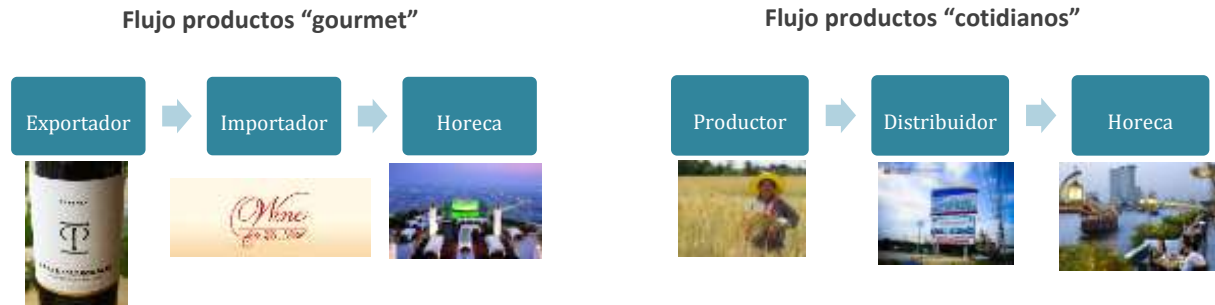 Flujo productos “gourmet”
Flujo productos “cotidianos”
Exportador
Importador
Horeca
Productor
Distribuidor
Horeca
Wine